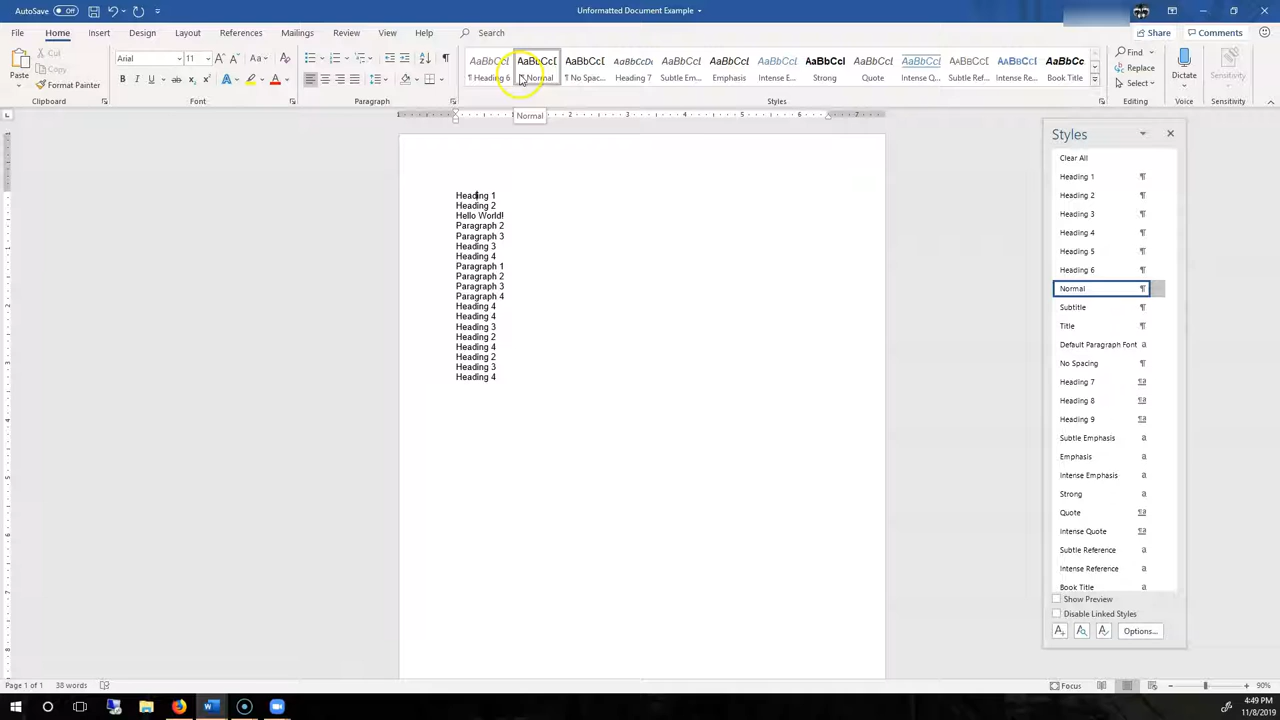 AutoSave Off
Unformatted Document Example
File Home Insert Draw Design Layout References Mailings Review View Help Search
Share Comments
Paste
Cut
Copy
Format Painter
Clipboard
Arial 11
Font
Paragraph
AaBbCcI ¶ Heading 6
AaBbCcI Normal
AaBbCcI ¶ No Spac...
AaBbCcDc Heading 7
AaBbCcI Subtle Em...
AaBbCcI Emphasis
AaBbCcI Intense E...
AaBbCcI Strong
AaBbCcI Quote
AaBbCcI Intense Q...
AaBbCcI Subtle Ref...
AaBbCcI Intense Re...
AaBbCc Book Title
Styles
Find
Replace
Select
Editing
Dictate
Voice
Sensitivity
Sensitivity
Normal
Heading 1
Heading 2
Hello World!
Paragraph 2
Paragraph 3
Heading 3
Heading 4
Paragraph 1
Paragraph 2
Paragraph 3
Paragraph 4
Heading 4
Heading 4
Heading 3
Heading 2
Heading 4
Heading 2
Heading 3
Heading 4
Styles
Clear All
Heading 1 ¶
Heading 2 ¶
Heading 3 ¶
Heading 4 ¶
Heading 5 ¶
Heading 6 ¶
Normal ¶
Subtitle ¶
Title ¶
Default Paragraph Font a
No Spacing ¶
Heading 7 ¶a
Heading 8 ¶a
Heading 9 ¶a
Subtle Emphasis a
Emphasis a
Intense Emphasis a
Strong a
Quote ¶a
Intense Quote ¶a
Subtle Reference a
Intense Reference a
Book Title a
Show Preview
Disable Linked Styles
Options...
Page 1 of 1 38 words
Focus 90%
4:49 PM
11/8/2019